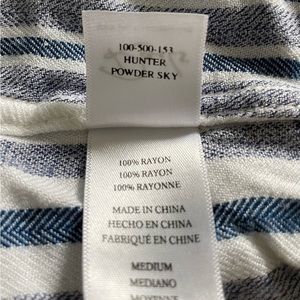 100-500-153
HUNTER
POWDER SKY
100% RAYON
100% RAYON
100% RAYONNE
MADE IN CHINA
HECHO EN CHINA
FABRIQUÉ EN CHINE
MEDIUM
MEDIANO
MOYENNE